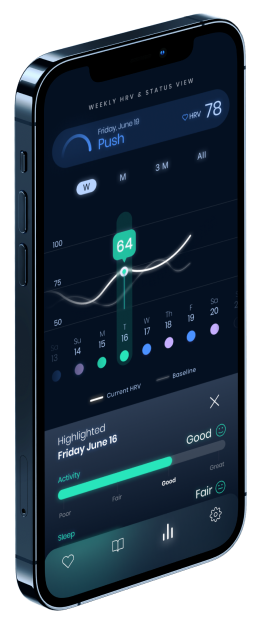 WEEKLY HRV & STATUS VIEW
Friday, June 19
Push
HRV 78
W M 3 M All
100
64
75
50
Sa Su M T W Th F Sa
13 14 15 16 17 18 19 20
Current HRV Baseline
Highlighted
Friday June 16
Good
Activity
Poor Fair Good Great
Fair
Sleep